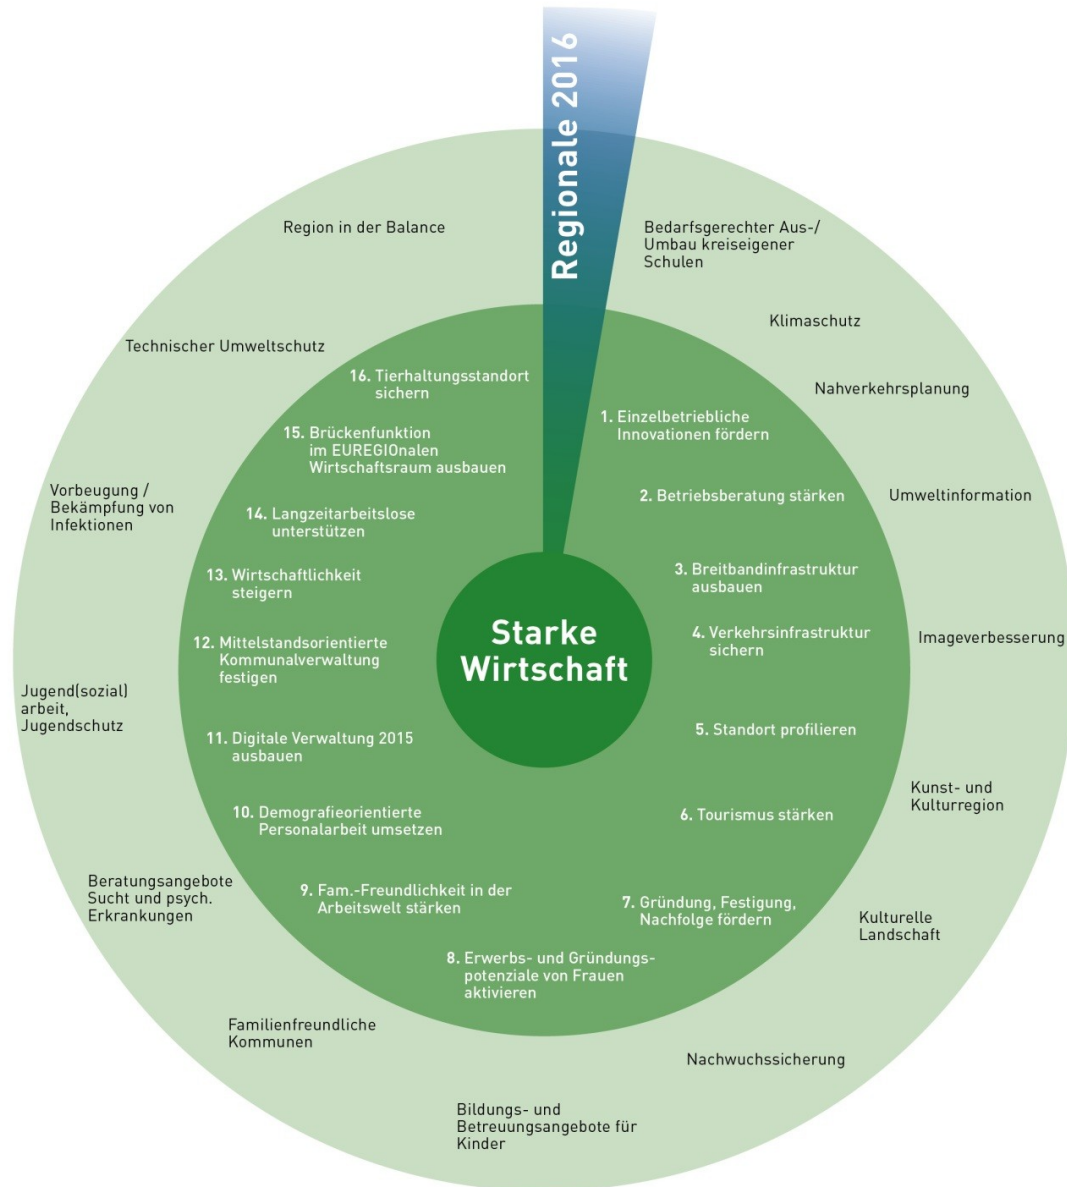 Regionale 2016
Region in der Balance
Bedarfsgerechter Aus-/
Umbau kreiseigener
Schulen
Klimaschutz
Technischer Umweltschutz
Nahverkehrsplanung
16. Tierhaltungsstandort
sichern
1. Einzelbetriebliche
Innovationen fördern
15. Brückenfunktion
im EUREGIOnalen
Wirtschaftsraum ausbauen
Vorbeugung /
Bekämpfung von
Infektionen
2. Betriebsberatung stärken
Umweltinformation
14. Langzeitarbeitslose
unterstützen
13. Wirtschaftlichkeit
steigern
3. Breitbandinfrastruktur
ausbauen
Starke
Wirtschaft
4. Verkehrsinfrastruktur
sichern
Imageverbesserung
12. Mittelstandsorientierte
Kommunalverwaltung
festigen
Jugend(sozial)
arbeit,
Jugendschutz
11. Digitale Verwaltung 2015
ausbauen
5. Standort profilieren
Kunst- und
Kulturregion
10. Demografieorientierte
Personalarbeit umsetzen
6. Tourismus stärken
Beratungsangebote
Sucht und psych.
Erkrankungen
9. Fam.-Freundlichkeit in der
Arbeitswelt stärken
7. Gründung, Festigung,
Nachfolge fördern
Kulturelle
Landschaft
8. Erwerbs- und Gründungs-
potenziale von Frauen
aktivieren
Familienfreundliche
Kommunen
Nachwuchssicherung
Bildungs- und
Betreuungsangebote für
Kinder